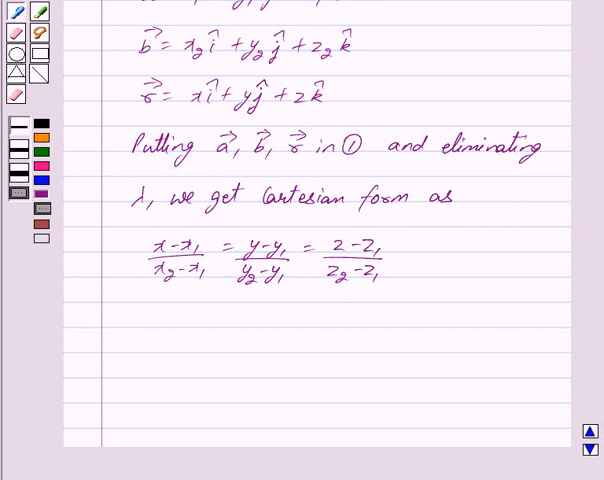 b⃗ = x₂î + y₂ĵ + z₂k̂
r⃗ = xî + yĵ + zk̂
Putting a⃗, b⃗, r⃗ in ① and eliminating
λ, we get Cartesian form as
(x-x₁)/(x₂-x₁) = (y-y₁)/(y₂-y₁) = (z-z₁)/(z₂-z₁)